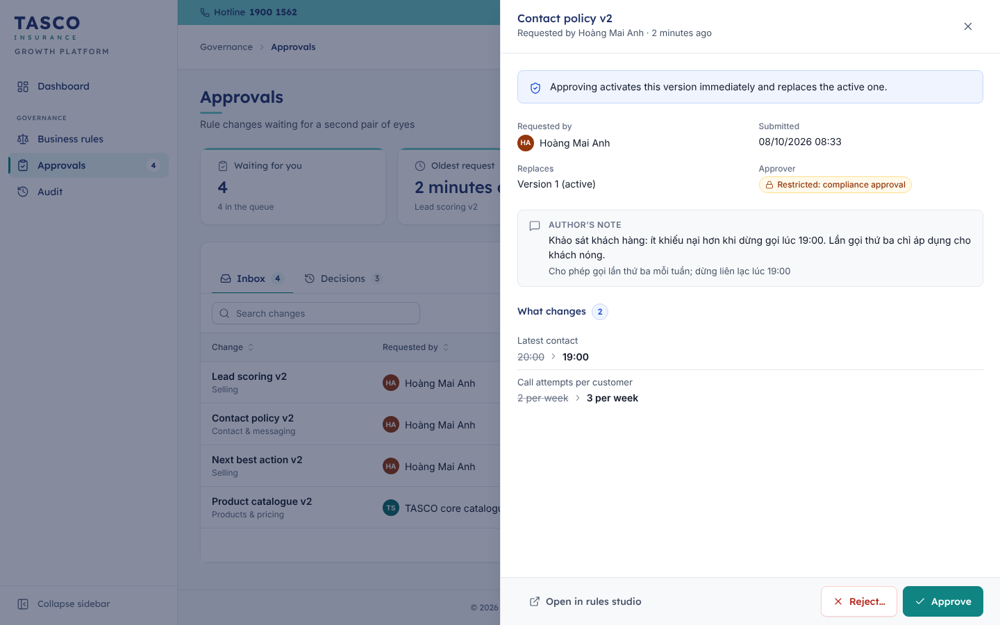 TASCO
INSURANCE
GROWTH PLATFORM
Dashboard
GOVERNANCE
Business rules
Approvals 4
Audit
Collapse sidebar
Hotline 1900 1562
Governance > Approvals
Approvals
Rule changes waiting for a second pair of eyes
Waiting for you
4
4 in the queue
Oldest request
2 minutes
Lead scoring v2
Inbox 4
Decisions 3
Search changes
Change
Requested by
Lead scoring v2
Selling
HA Hoàng Mai Anh
Contact policy v2
Contact & messaging
HA Hoàng Mai Anh
Next best action v2
Selling
HA Hoàng Mai Anh
Product catalogue v2
Products & pricing
TS TASCO core catalogu
© 2026
Contact policy v2
Requested by Hoàng Mai Anh · 2 minutes ago
Approving activates this version immediately and replaces the active one.
Requested by
HA Hoàng Mai Anh
Submitted
08/10/2026 08:33
Replaces
Version 1 (active)
Approver
Restricted: compliance approval
AUTHOR'S NOTE
Khảo sát khách hàng: ít khiếu nại hơn khi dừng gọi lúc 19:00. Lần gọi thứ ba chỉ áp dụng cho
khách nóng.
Cho phép gọi lần thứ ba mỗi tuần; dừng liên lạc lúc 19:00
What changes 2
Latest contact
20:00 > 19:00
Call attempts per customer
2 per week > 3 per week
Open in rules studio
Reject...
Approve